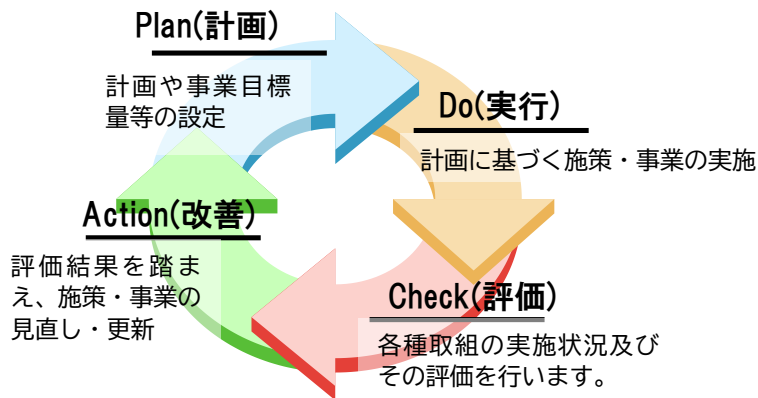 Plan(計画)
計画や事業目標
量等の設定
Do(実行)
計画に基づく施策・事業の実施
Check(評価)
各種取組の実施状況及び
その評価を行います。
Action(改善)
評価結果を踏ま
え、施策・事業の
見直し・更新